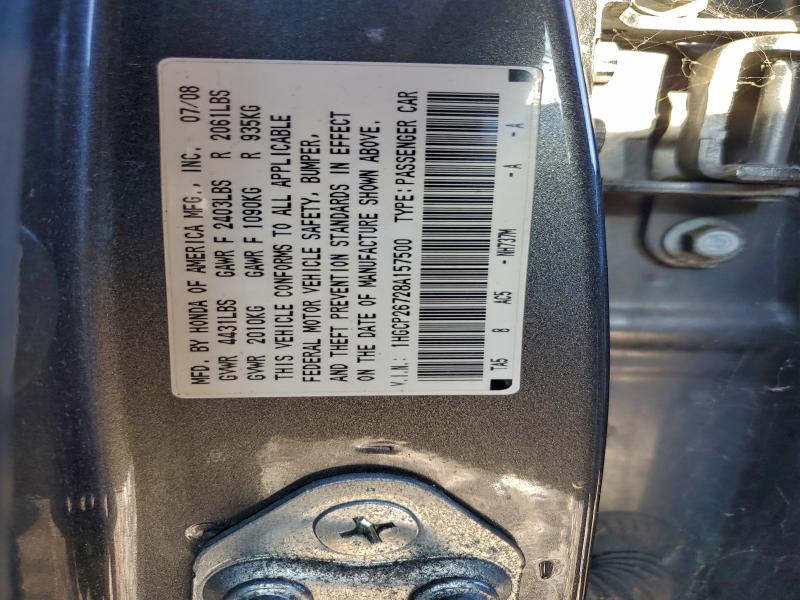 MFD. BY HONDA OF AMERICA MFG., INC. 07/08
GVWR 4431LBS GAWR F 2403LBS R 2061LBS
GVWR 2010KG GAWR F 1090KG R 935KG
THIS VEHICLE CONFORMS TO ALL APPLICABLE
FEDERAL MOTOR VEHICLE SAFETY, BUMPER,
AND THEFT PREVENTION STANDARDS IN EFFECT
ON THE DATE OF MANUFACTURE SHOWN ABOVE.
V.I.N.: 1HGCP26728A157500 TYPE: PASSENGER CAR
TA5 8 AC5 - NH737M - A - A